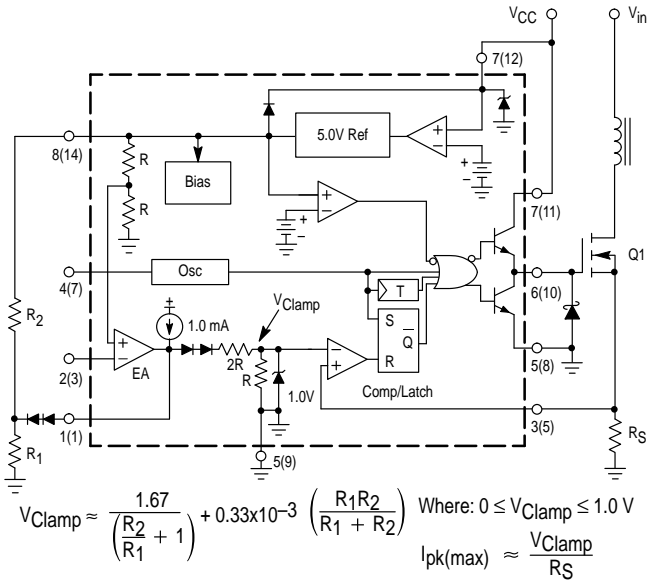 VCC
Vin
7(12)
5.0V Ref
+
−
+
−
8(14)
R
Bias
R
+
−
+
−
7(11)
Q1
4(7)
Osc
6(10)
T
+
1.0 mA
VClamp
S
Q
R
R2
+
−
EA
2R
R
1.0V
−
+
Comp/Latch
2(3)
5(8)
1(1)
3(5)
R1
5(9)
RS
VClamp ≈ 1.67 / (R2/R1 + 1) + 0.33x10−3 (R1R2 / R1 + R2) Where: 0 ≤ VClamp ≤ 1.0 V
Ipk(max) ≈ VClamp / RS